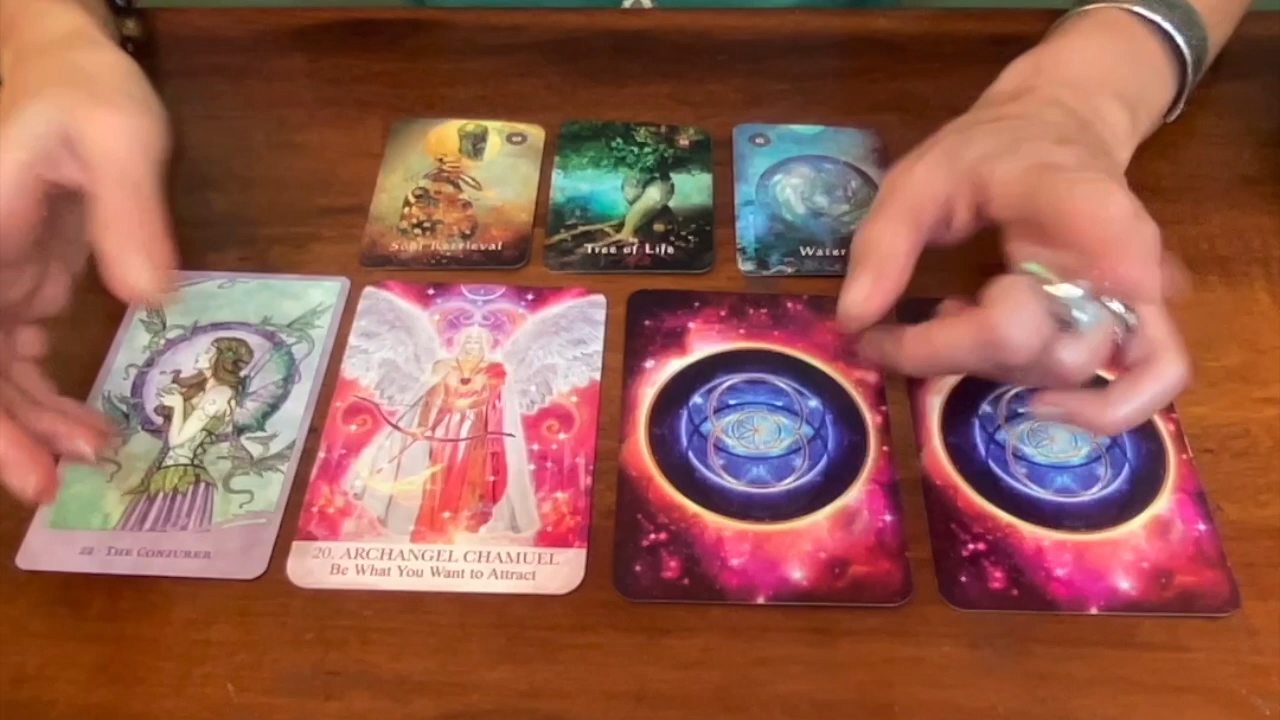 Soul Retrieval
Tree of Life
Water
22 · THE CONJURER
20. ARCHANGEL CHAMUEL
Be What You Want to Attract